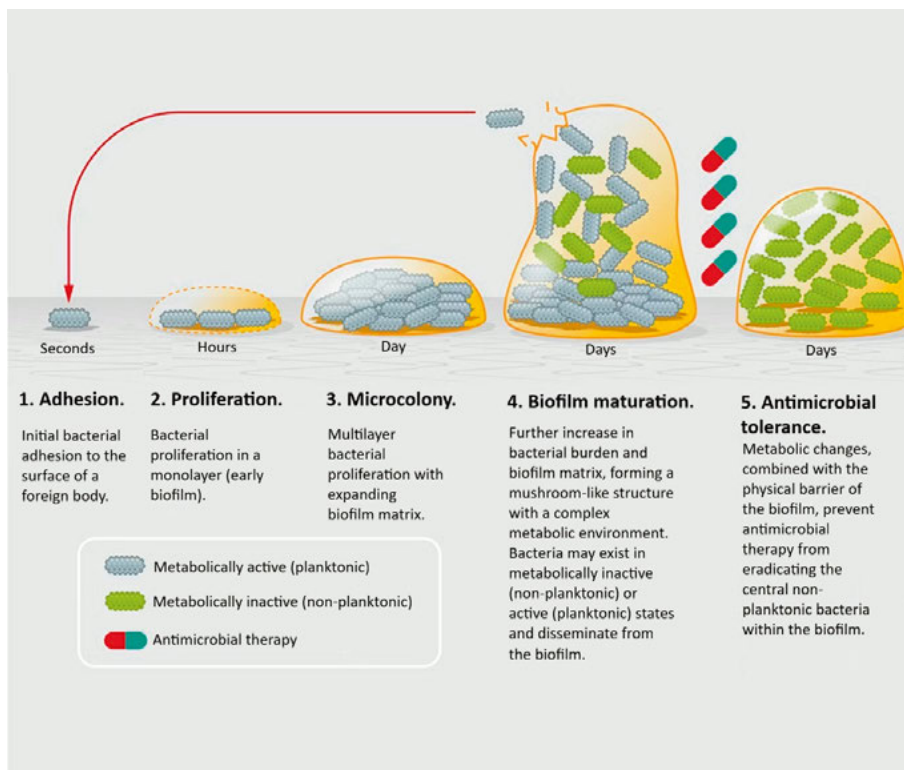 Seconds
Hours
Day
Days
Days
1. Adhesion.
Initial bacterial
adhesion to the
surface of a
foreign body.
2. Proliferation.
Bacterial
proliferation in a
monolayer (early
biofilm).
3. Microcolony.
Multilayer
bacterial
proliferation with
expanding
biofilm matrix.
4. Biofilm maturation.
Further increase in
bacterial burden and
biofilm matrix, forming a
mushroom-like structure
with a complex
metabolic environment.
Bacteria may exist in
metabolically inactive
(non-planktonic) or
active (planktonic) states
and disseminate from
the biofilm.
5. Antimicrobial
tolerance.
Metabolic changes,
combined with the
physical barrier of
the biofilm, prevent
antimicrobial
therapy from
eradicating the
central non-
planktonic bacteria
within the biofilm.
Metabolically active (planktonic)
Metabolically inactive (non-planktonic)
Antimicrobial therapy